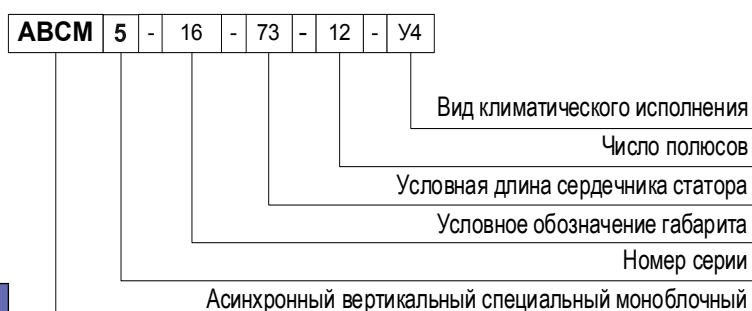 АВСМ 5 - 16 - 73 - 12 - У4
Вид климатического исполнения
Число полюсов
Условная длина сердечника статора
Условное обозначение габарита
Номер серии
Асинхронный вертикальный специальный моноблочный